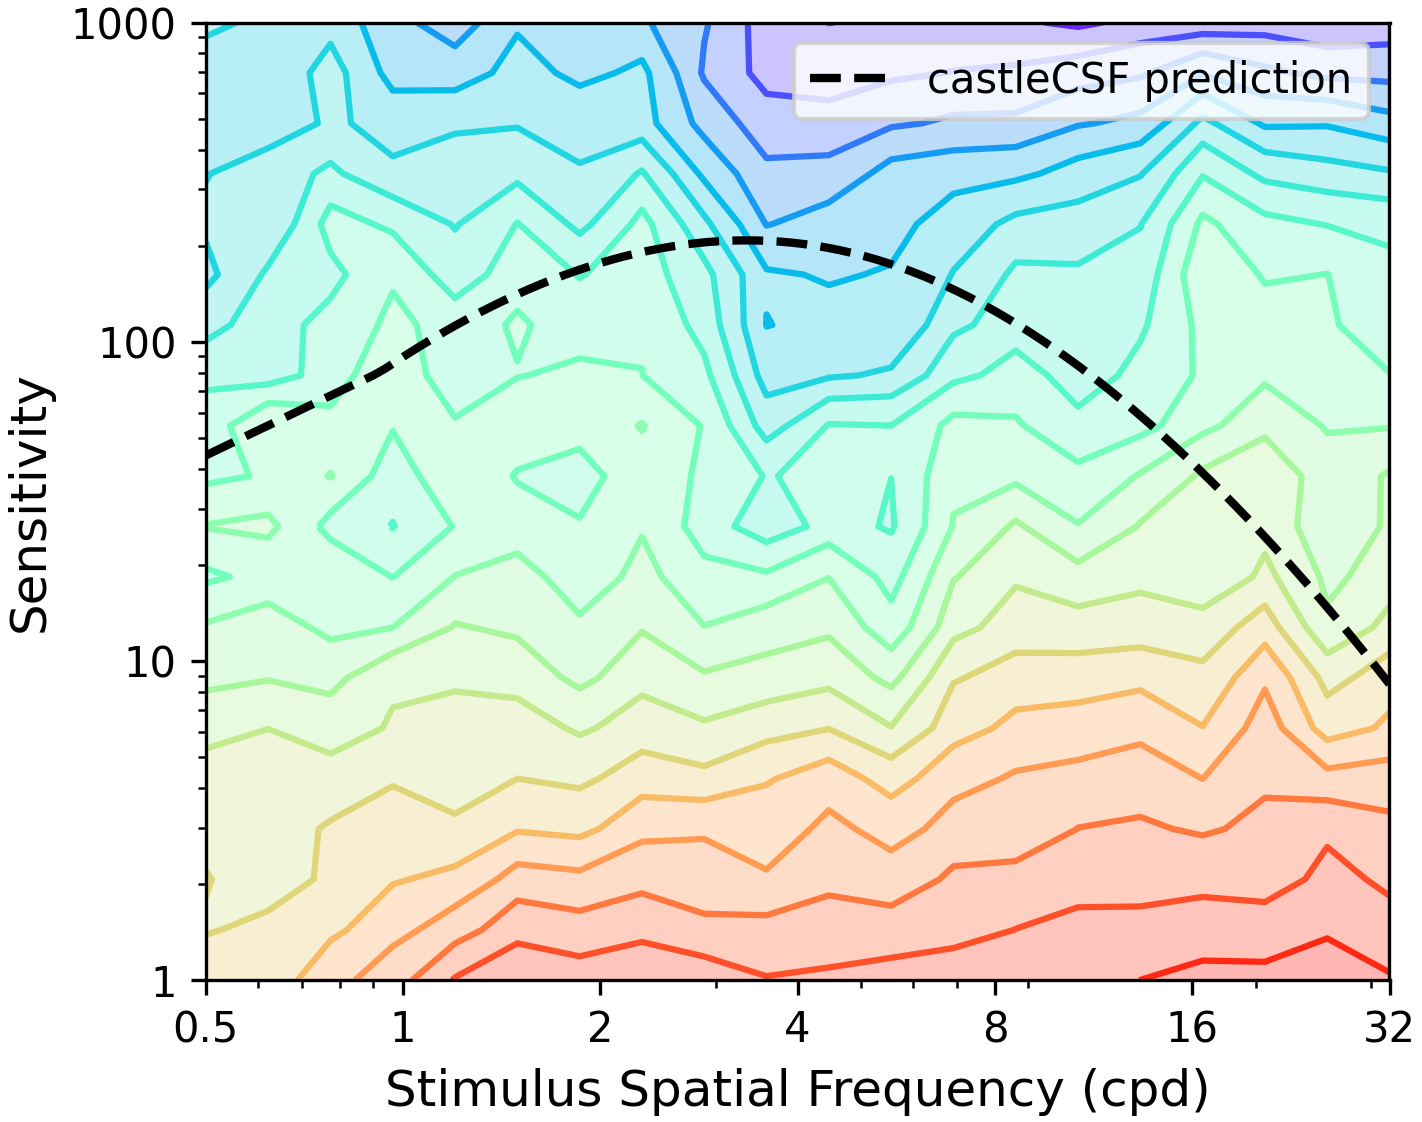 1000
100
10
1
Sensitivity
castleCSF prediction
0.5 1 2 4 8 16 32
Stimulus Spatial Frequency (cpd)